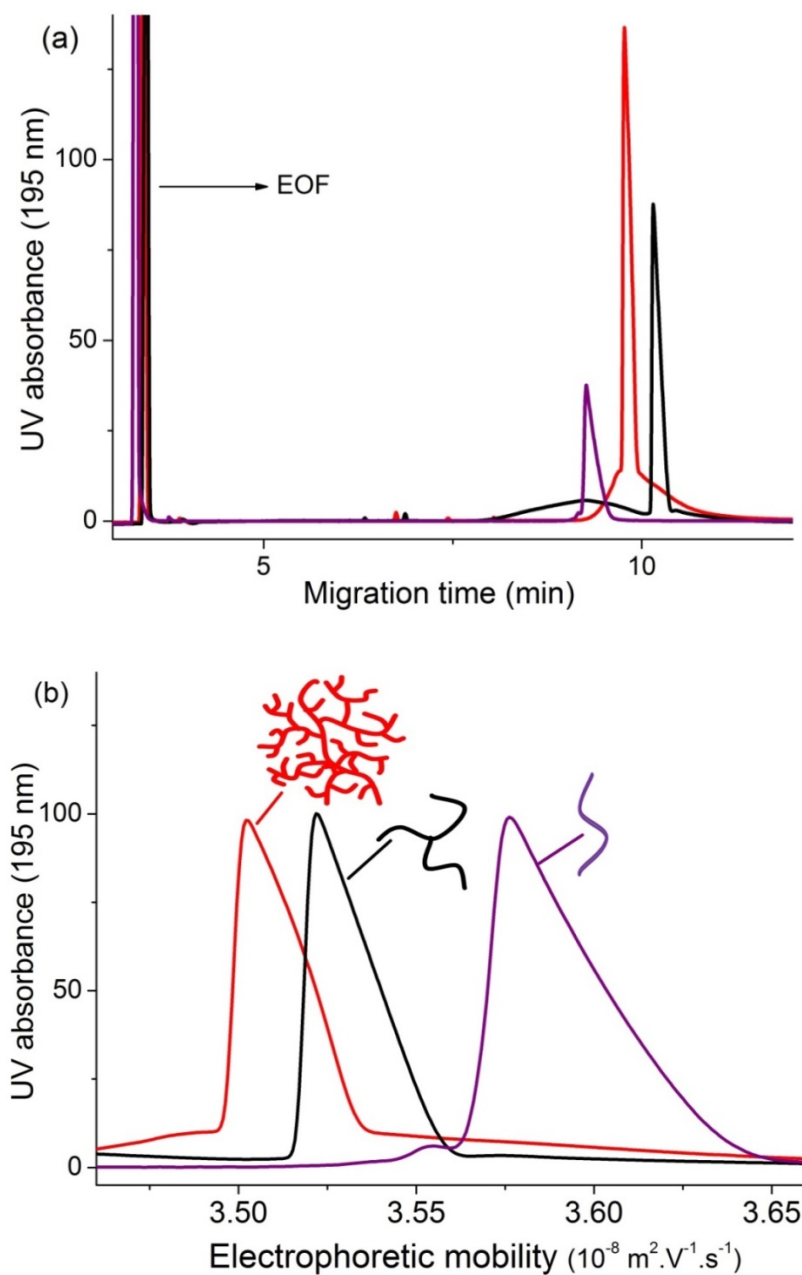 (a)
UV absorbance (195 nm)
100
50
0
EOF
5
10
Migration time (min)
(b)
UV absorbance (195 nm)
100
50
0
3.50
3.55
3.60
3.65
Electrophoretic mobility (10⁻⁸ m².V⁻¹.s⁻¹)